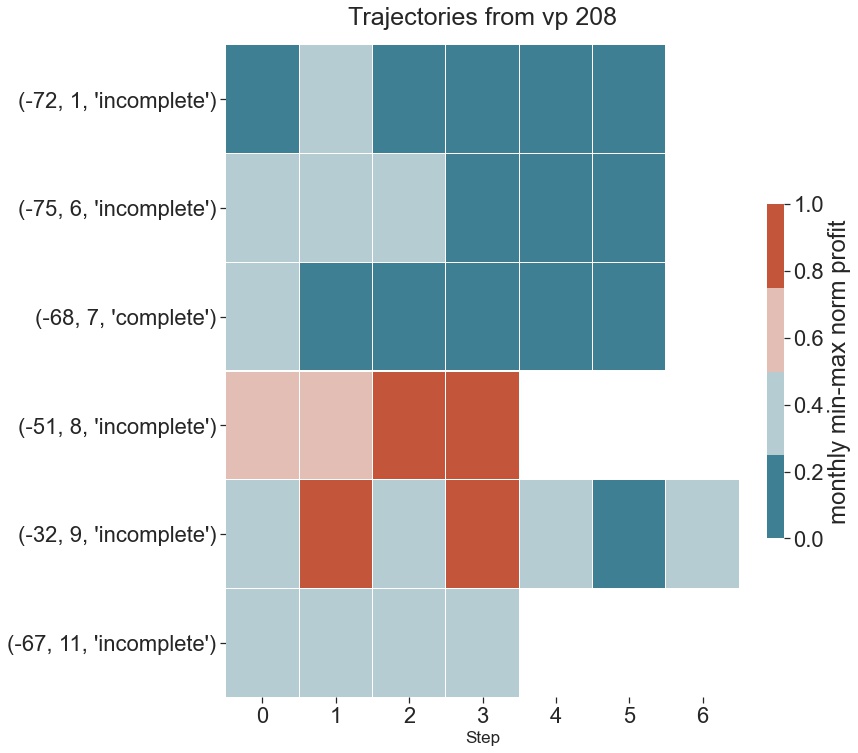 Trajectories from vp 208
(-72, 1, 'incomplete')
(-75, 6, 'incomplete')
(-68, 7, 'complete')
(-51, 8, 'incomplete')
(-32, 9, 'incomplete')
(-67, 11, 'incomplete')
0 1 2 3 4 5 6
Step
1.0
0.8
0.6
0.4
0.2
0.0
monthly min-max norm profit